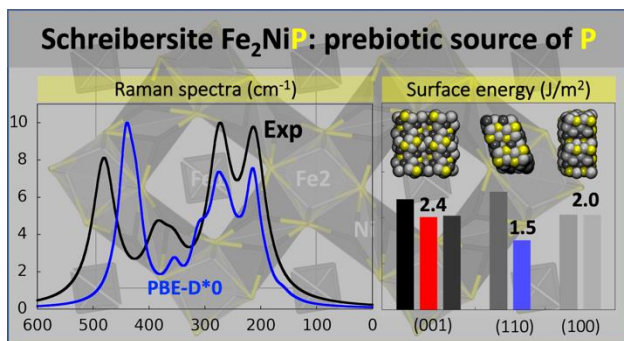 Schreibersite Fe₂NiP: prebiotic source of P
Raman spectra (cm⁻¹)
Surface energy (J/m²)
10
8
6
4
2
0
Exp
PBE-D*0
Fe2
Ni
600 500 400 300 200 100 0
2.4
1.5
2.0
(001) (110) (100)